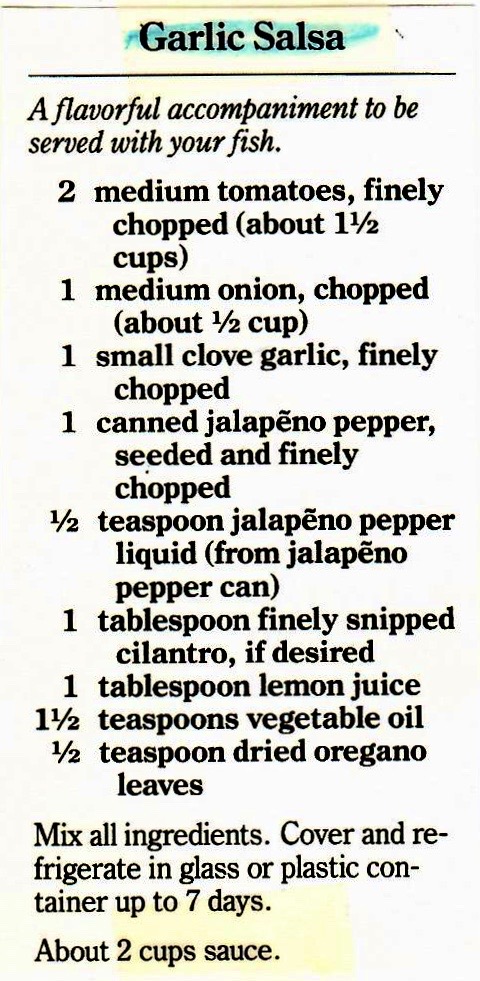 Garlic Salsa
A flavorful accompaniment to be
served with your fish.
2 medium tomatoes, finely
chopped (about 1½
cups)
1 medium onion, chopped
(about ½ cup)
1 small clove garlic, finely
chopped
1 canned jalapẽno pepper,
seeded and finely
chopped
½ teaspoon jalapẽno pepper
liquid (from jalapẽno
pepper can)
1 tablespoon finely snipped
cilantro, if desired
1 tablespoon lemon juice
1½ teaspoons vegetable oil
½ teaspoon dried oregano
leaves
Mix all ingredients. Cover and re-
frigerate in glass or plastic con-
tainer up to 7 days.
About 2 cups sauce.